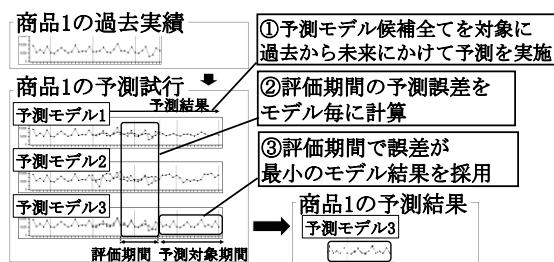 商品1の過去実績
①予測モデル候補全てを対象に
過去から未来にかけて予測を実施
商品1の予測試行
予測結果
予測モデル1
②評価期間の予測誤差を
モデル毎に計算
予測モデル2
③評価期間で誤差が
最小のモデル結果を採用
予測モデル3
商品1の予測結果
予測モデル3
評価期間
予測対象期間